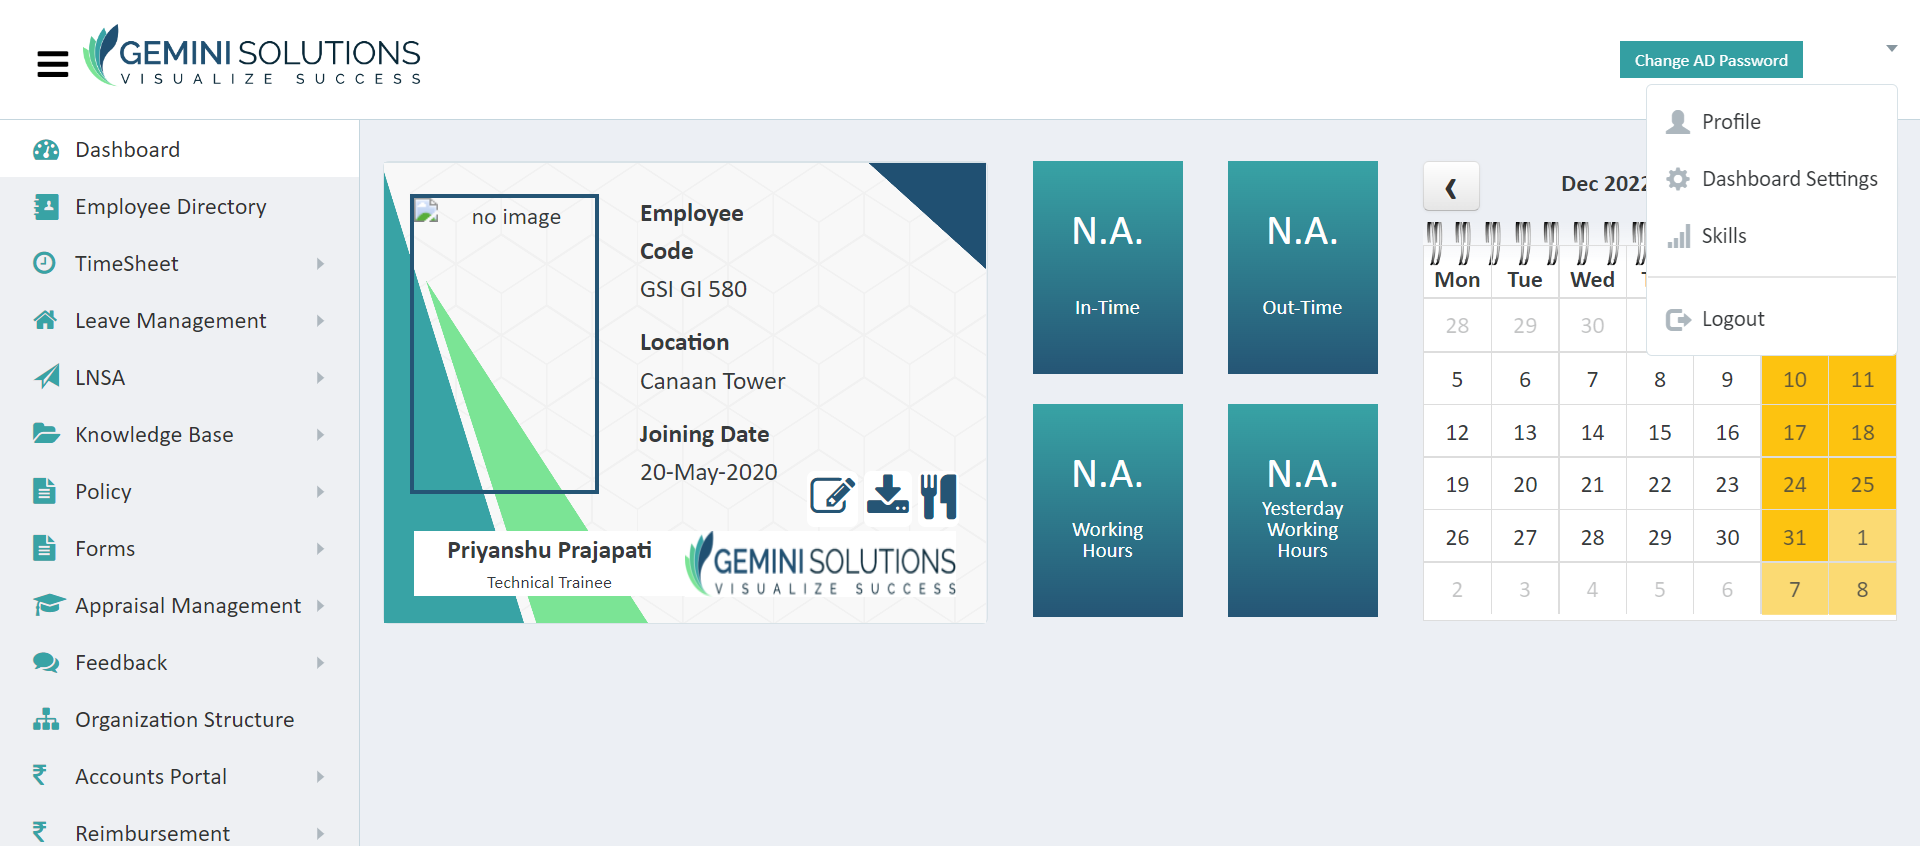 GEMINI SOLUTIONS
VISUALIZE SUCCESS
Change AD Password
Profile
Dashboard Settings
Skills
Logout
Dashboard
Employee Directory
TimeSheet
Leave Management
LNSA
Knowledge Base
Policy
Forms
Appraisal Management
Feedback
Organization Structure
Accounts Portal
Reimbursement
no image
Employee
Code
GSI GI 580
Location
Canaan Tower
Joining Date
20-May-2020
Priyanshu Prajapati
Technical Trainee
GEMINI SOLUTIONS
VISUALIZE SUCCESS
N.A.
In-Time
N.A.
Out-Time
N.A.
Working
Hours
N.A.
Yesterday
Working
Hours
Dec 2022
Mon Tue Wed
28 29 30
5 6 7 8 9 10 11
12 13 14 15 16 17 18
19 20 21 22 23 24 25
26 27 28 29 30 31 1
2 3 4 5 6 7 8